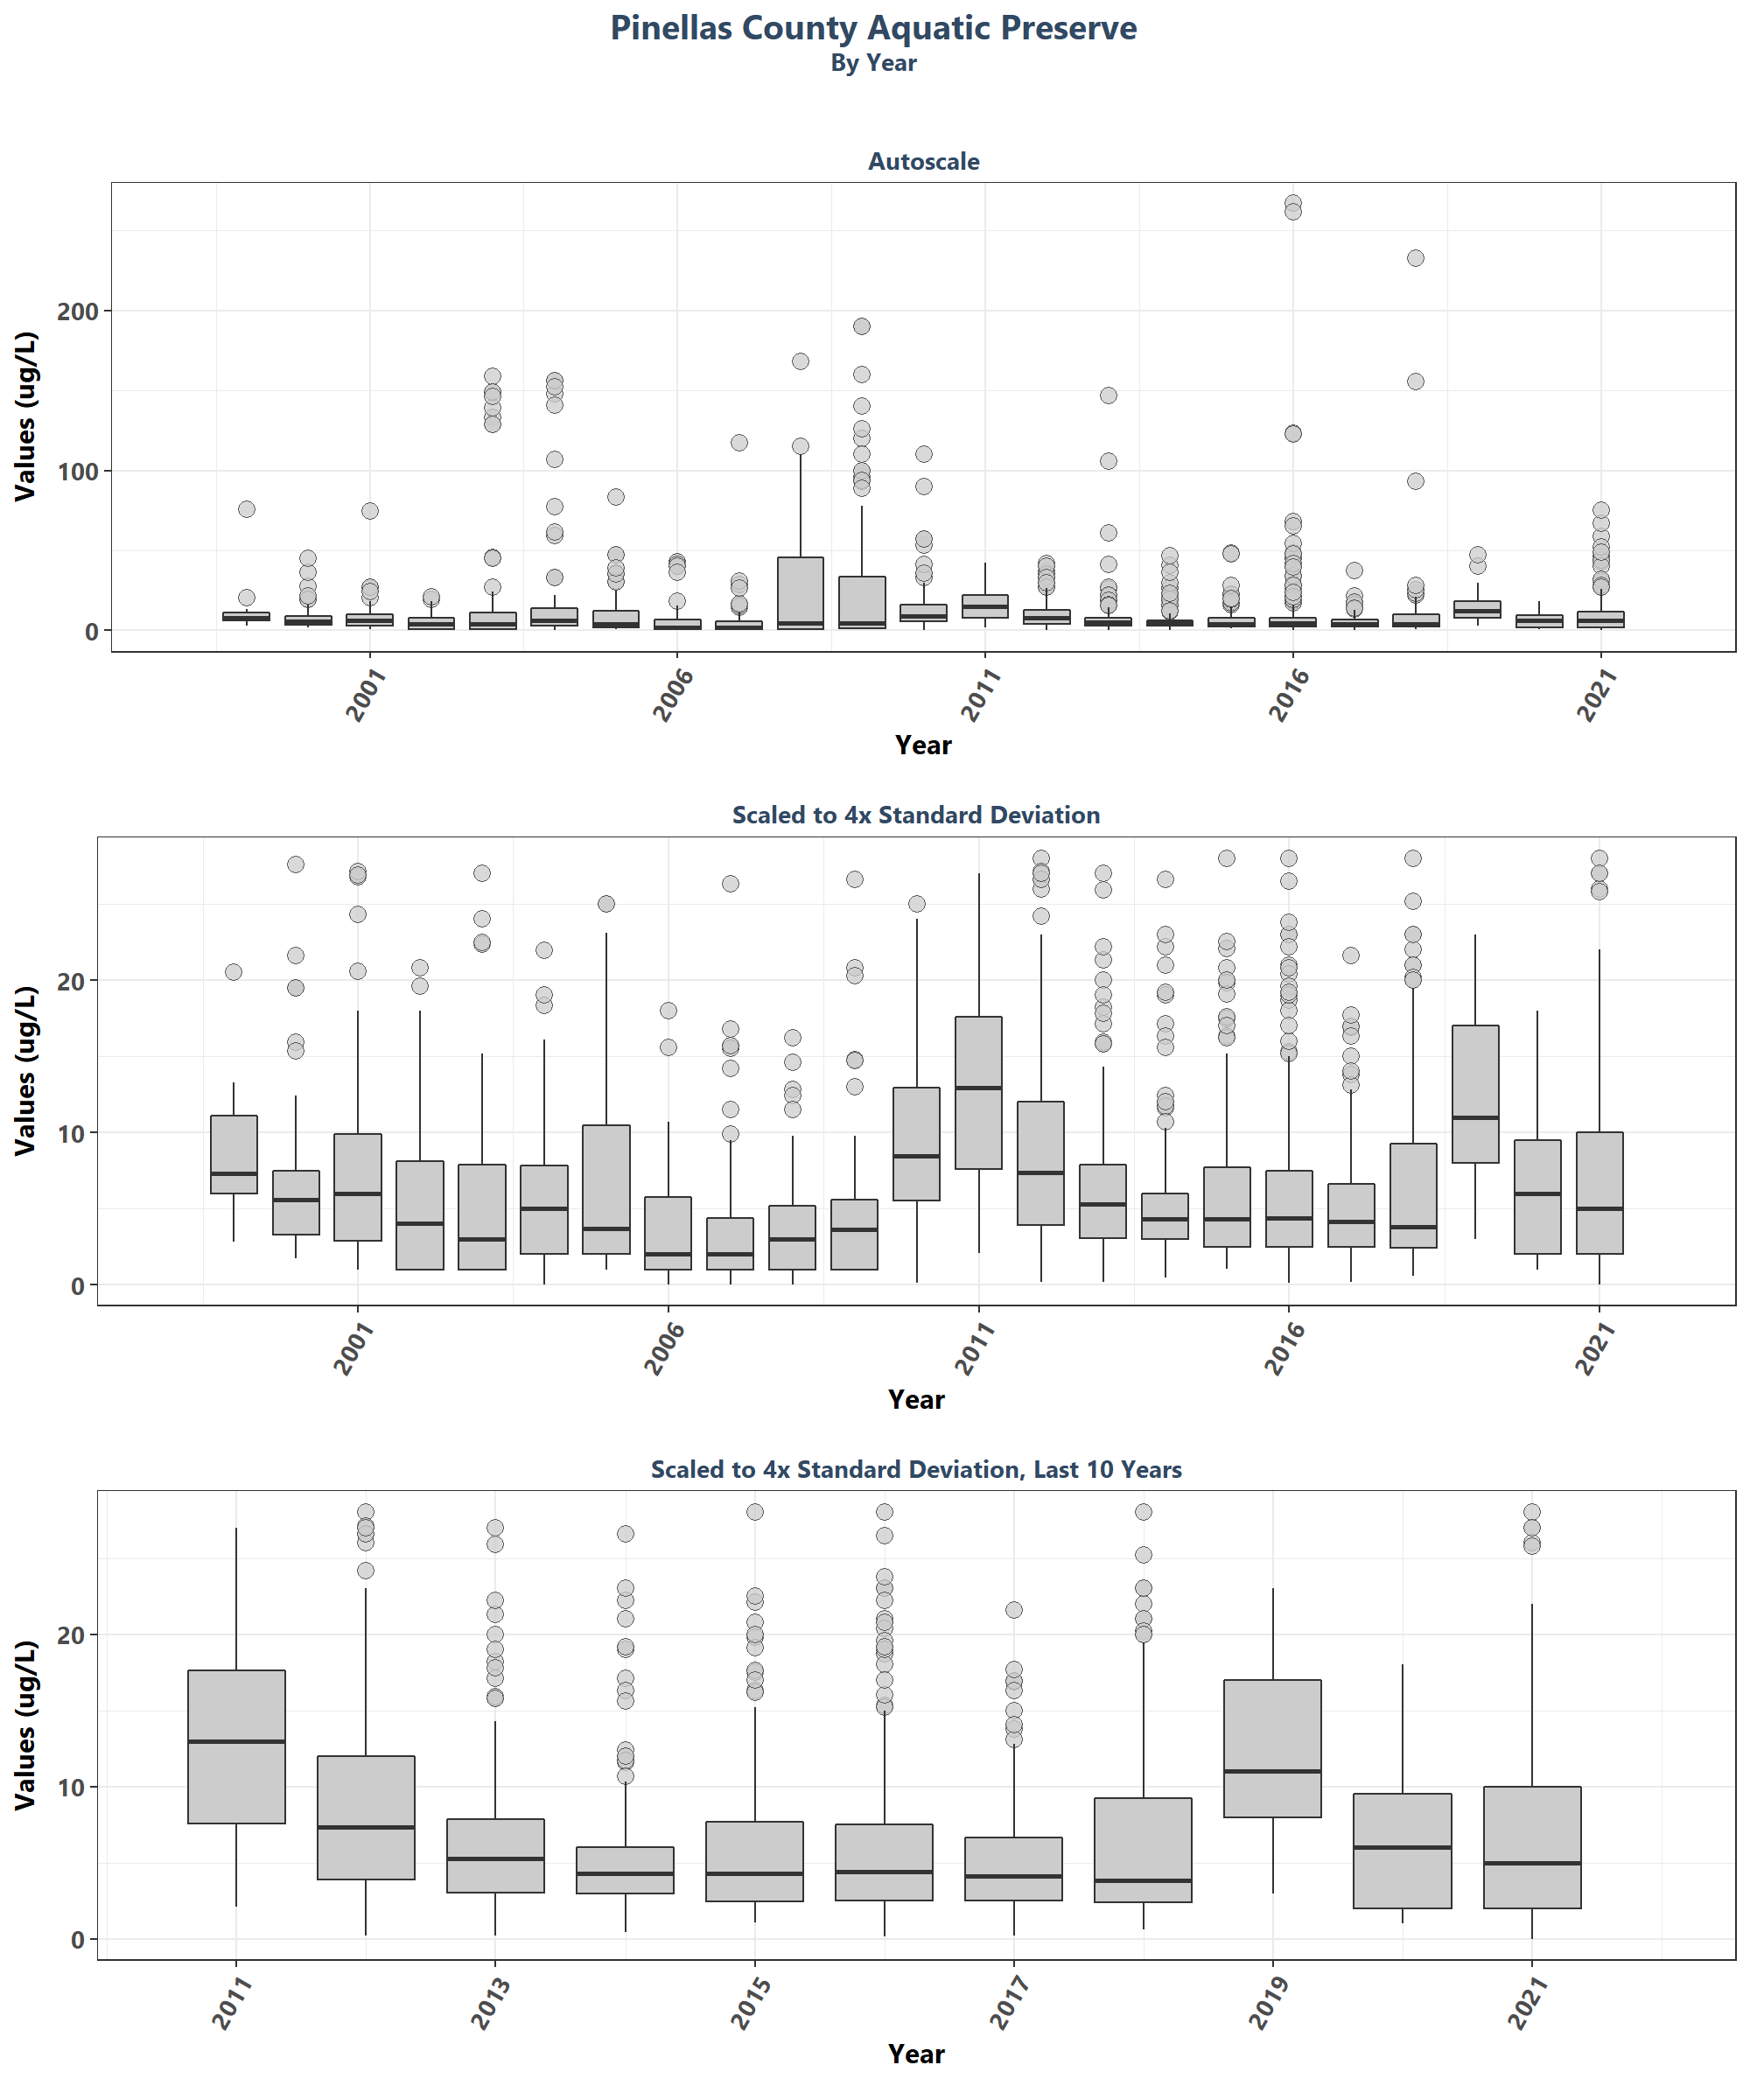 Pinellas County Aquatic Preserve
By Year
Autoscale
Values (ug/L)
200
100
0
2001
2006
2011
2016
2021
Year
Scaled to 4x Standard Deviation
Values (ug/L)
20
10
0
2001
2006
2011
2016
2021
Year
Scaled to 4x Standard Deviation, Last 10 Years
Values (ug/L)
20
10
0
2011
2013
2015
2017
2019
2021
Year